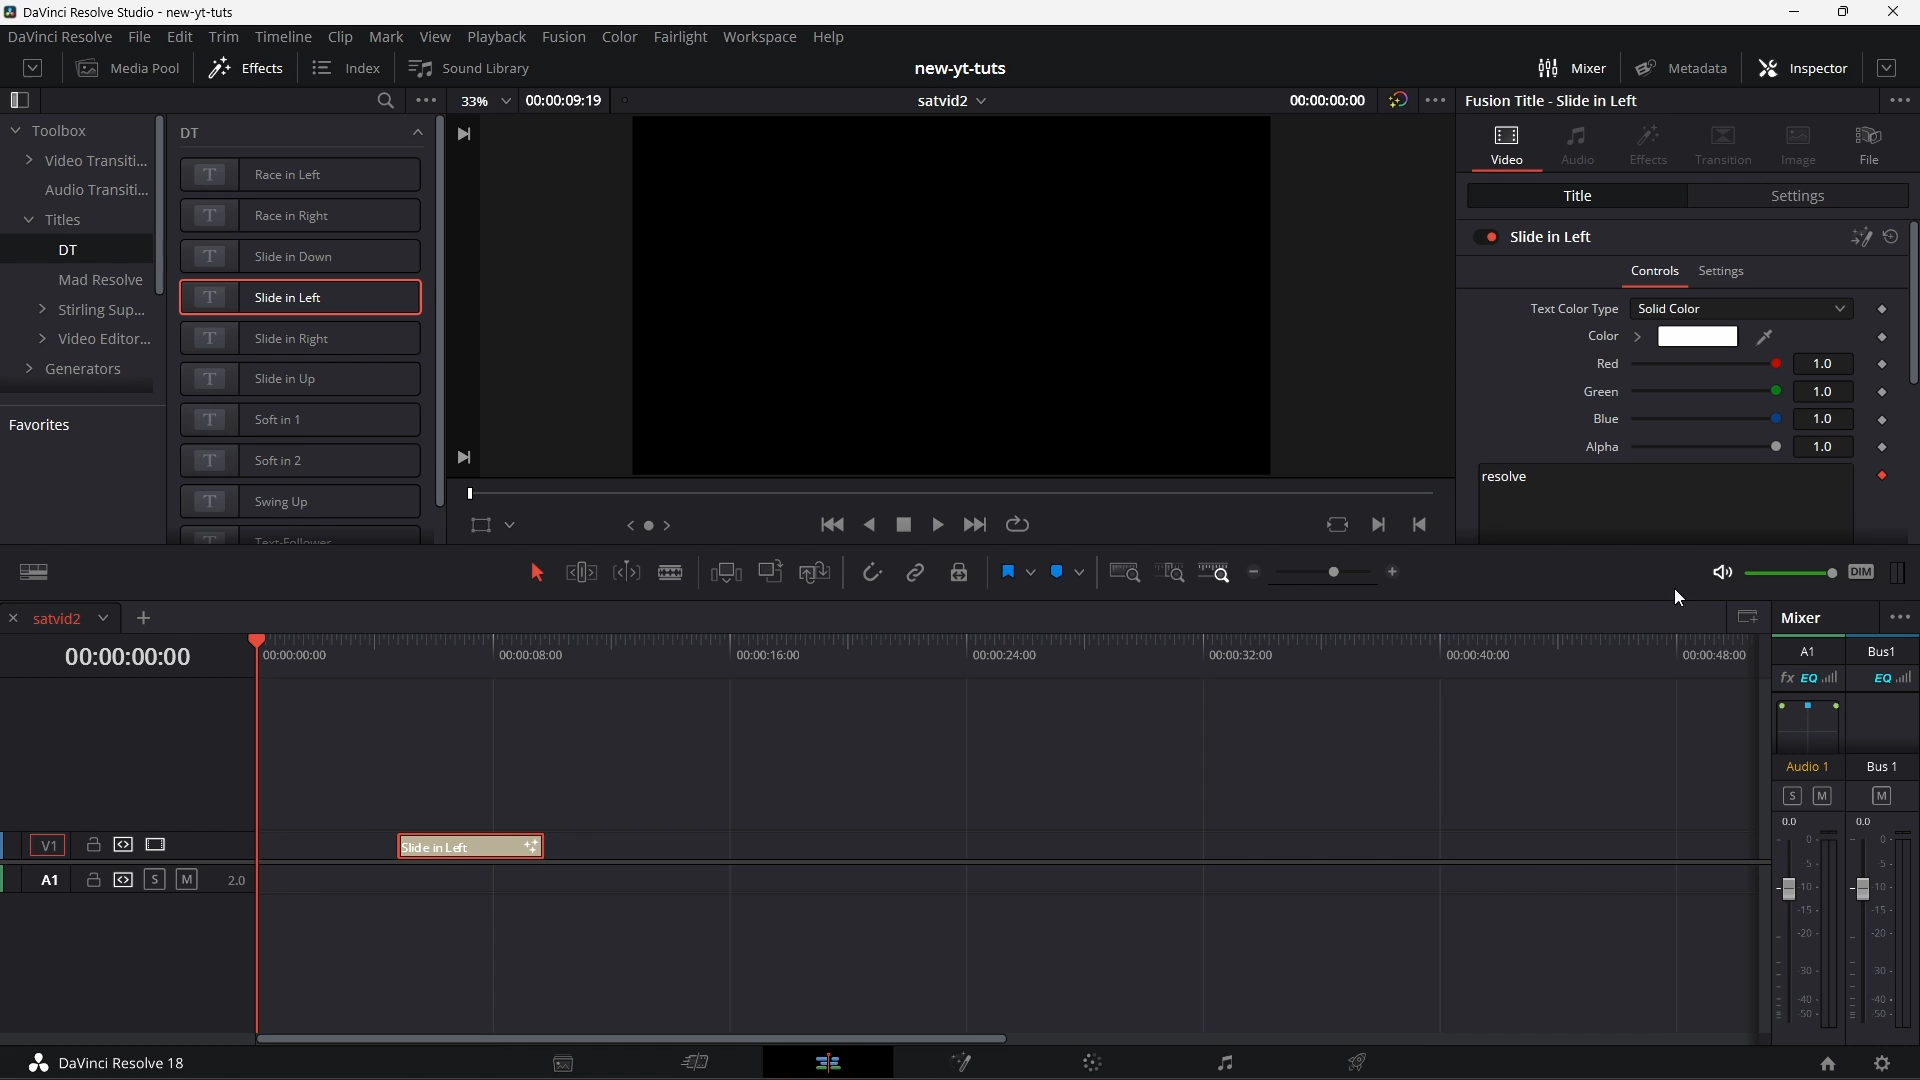 DaVinci Resolve Studio - new-yt-tuts
DaVinci Resolve File Edit Trim Timeline Clip Mark View Playback Fusion Color Fairlight Workspace Help
Media Pool Effects Index Sound Library new-yt-tuts Mixer Metadata Inspector
33% 00:00:09:19 satvid2 00:00:00:00 Fusion Title - Slide in Left
Toolbox
Video Transiti...
Audio Transiti...
Titles
DT
Mad Resolve
Stirling Sup...
Video Editor...
Generators
Favorites
DT
Race in Left
Race in Right
Slide in Down
Slide in Left
Slide in Right
Slide in Up
Soft in 1
Soft in 2
Swing Up
Text-Follower
Video Audio Effects Transition Image File
Title Settings
Slide in Left
Controls Settings
Text Color Type Solid Color
Color
Red 1.0
Green 1.0
Blue 1.0
Alpha 1.0
resolve
DIM
satvid2
Mixer
00:00:00:00
00:00:00:00 00:00:08:00 00:00:16:00 00:00:24:00 00:00:32:00 00:00:40:00 00:00:48:00
A1 Bus1
fx EQ EQ
Audio 1 Bus 1
S M M
0.0 0.0
0- 0-
-5- -5-
-10- -10-
-15- -15-
-20- -20-
-30- -30-
-40- -40-
-50- -50-
V1 Slide in Left
A1 S M 2.0
DaVinci Resolve 18